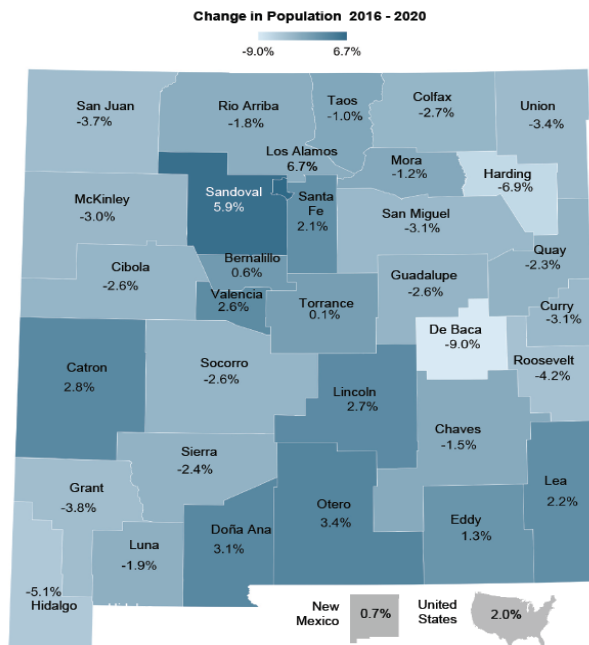 Change in Population 2016 - 2020
-9.0% 6.7%
San Juan
-3.7%
Rio Arriba
-1.8%
Taos
-1.0%
Colfax
-2.7%
Union
-3.4%
Los Alamos
6.7%
Mora
-1.2%
Harding
-6.9%
McKinley
-3.0%
Sandoval
5.9%
Santa
Fe
2.1%
San Miguel
-3.1%
Quay
-2.3%
Cibola
-2.6%
Bernalillo
0.6%
Valencia
2.6%
Torrance
0.1%
Guadalupe
-2.6%
Curry
-3.1%
De Baca
-9.0%
Roosevelt
-4.2%
Catron
2.8%
Socorro
-2.6%
Lincoln
2.7%
Chaves
-1.5%
Sierra
-2.4%
Grant
-3.8%
Lea
2.2%
Otero
3.4%
Doña Ana
3.1%
Eddy
1.3%
Luna
-1.9%
-5.1%
Hidalgo
New
Mexico
0.7%
United
States
2.0%